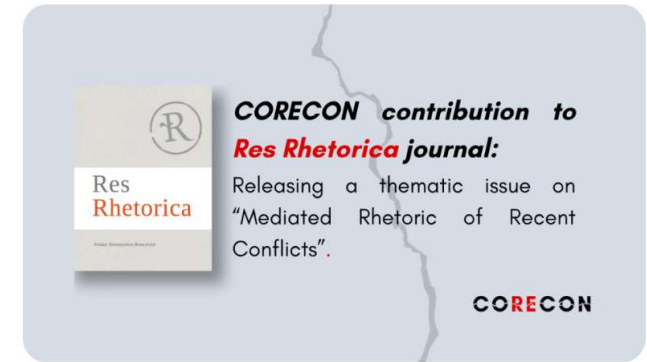 CORECON contribution to
Res Rhetorica journal:
Releasing a thematic issue on
“Mediated Rhetoric of Recent
Conflicts”.
R
Res
Rhetorica
CORECON